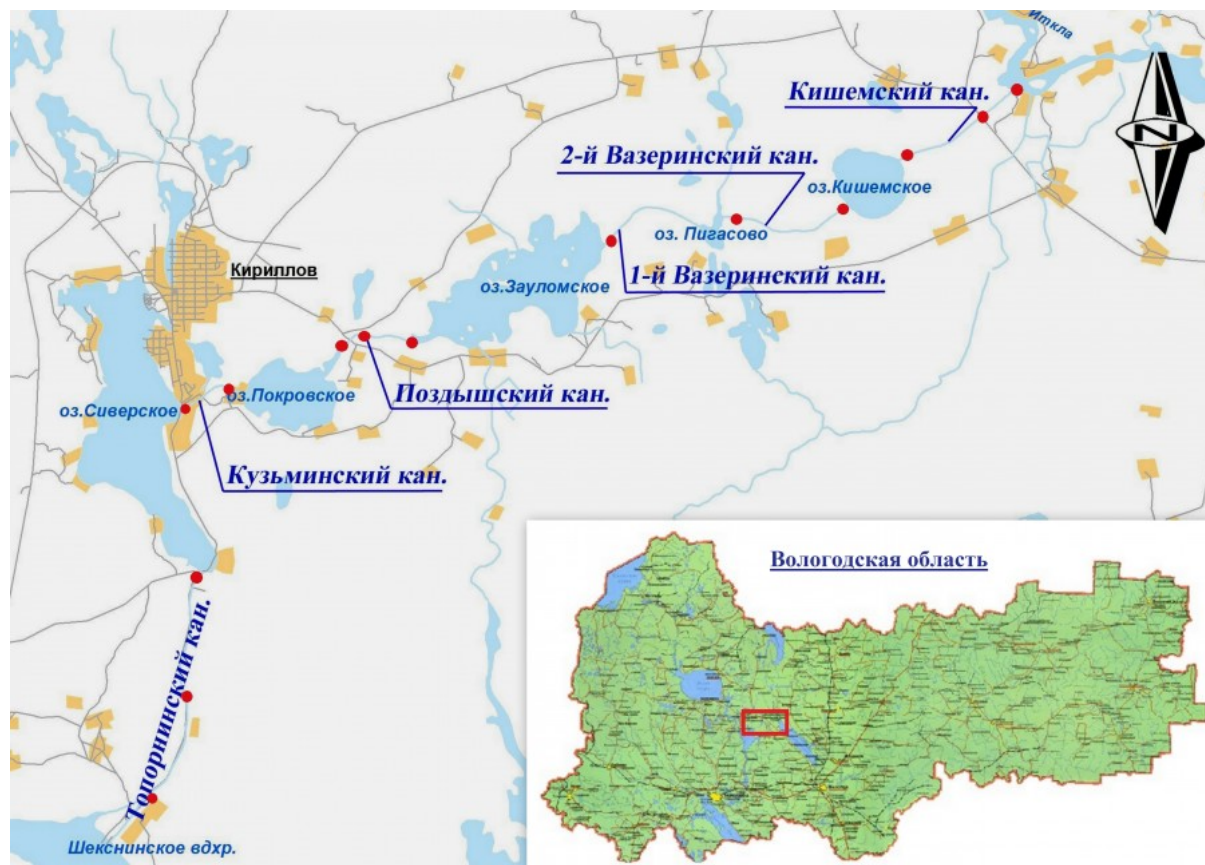 Иткла
Кишемский кан.
N
2-й Вазеринский кан.
оз.Кишемское
оз. Пигасово
Кириллов
1-й Вазеринский кан.
оз.Зауломское
Поздышский кан.
оз.Покровское
оз.Сиверское
Кузьминский кан.
Вологодская область
Топорнинский кан.
Шекснинское вдхр.